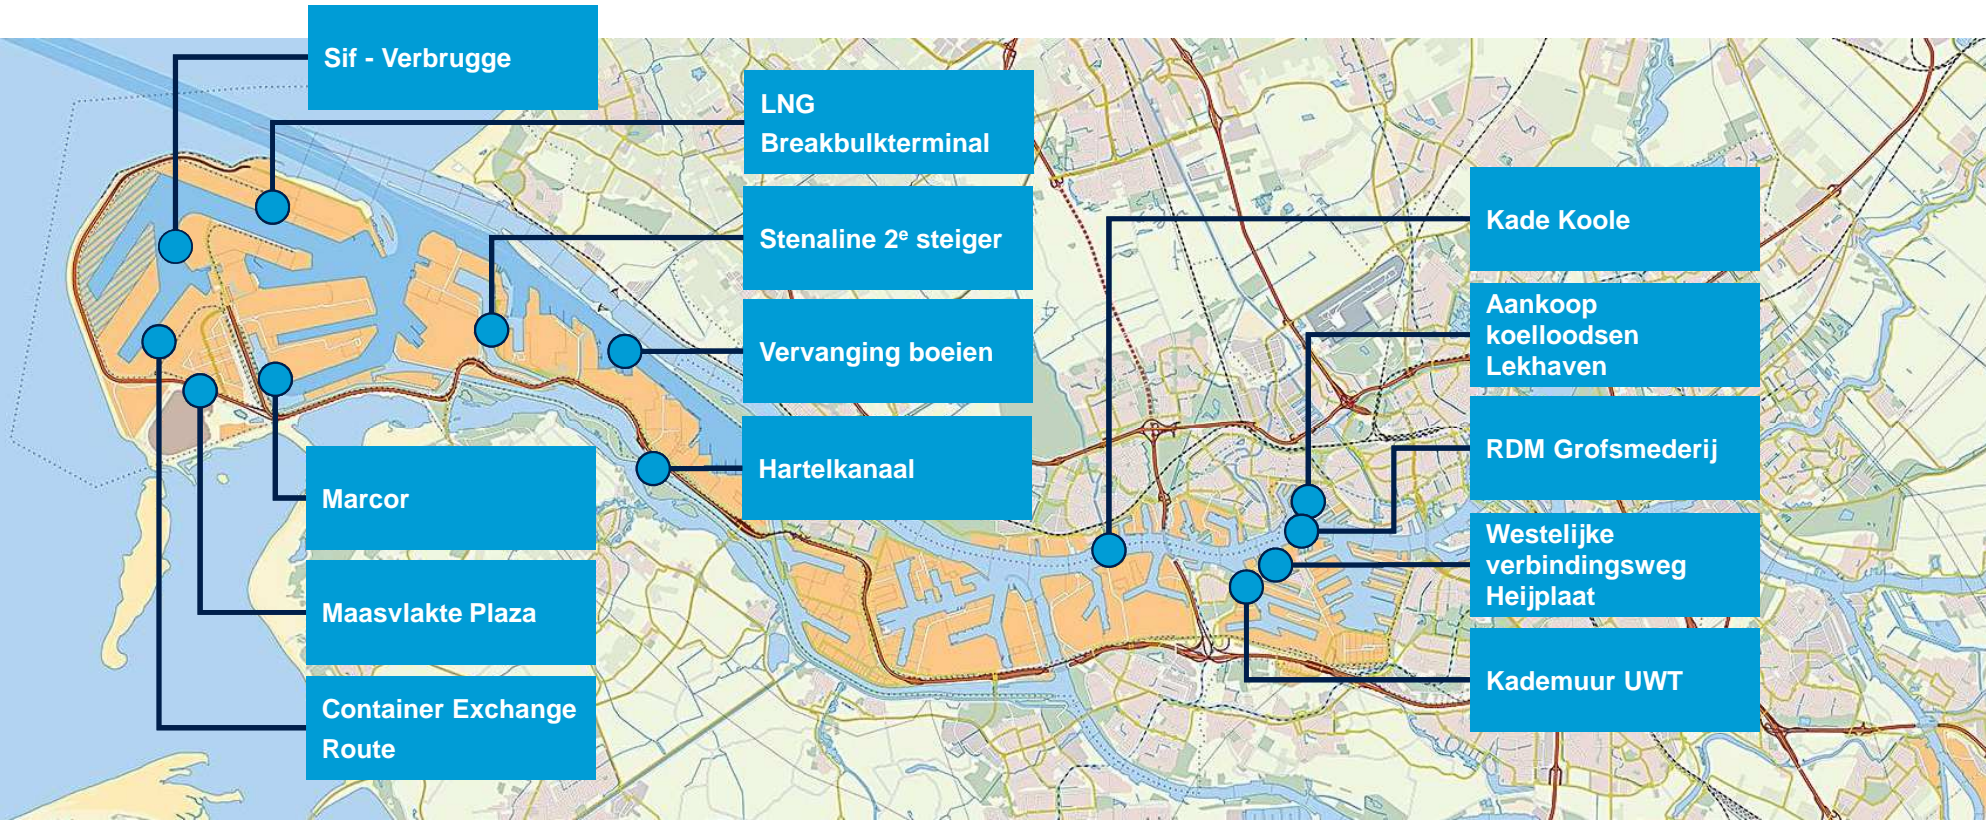 Sif - Verbrugge
LNG
Breakbulkterminal
Stenaline 2e steiger
Vervanging boeien
Hartelkanaal
Marcor
Maasvlakte Plaza
Container Exchange
Route
Kade Koole
Aankoop
koelloodsen
Lekhaven
RDM Grofsmederij
Westelijke
verbindingsweg
Heijplaat
Kademuur UWT